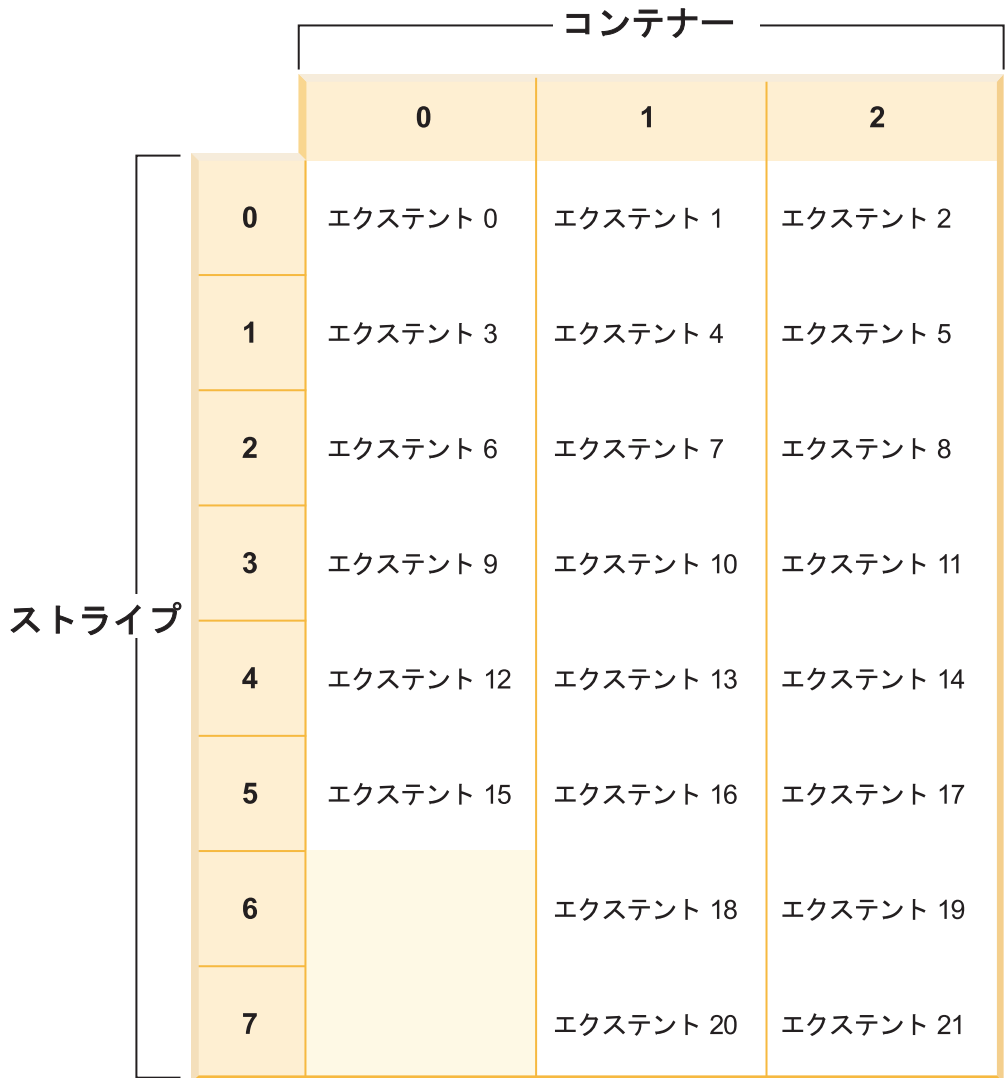 コンテナー
0 1 2
0 エクステント 0 エクステント 1 エクステント 2
1 エクステント 3 エクステント 4 エクステント 5
2 エクステント 6 エクステント 7 エクステント 8
3 エクステント 9 エクステント 10 エクステント 11
ストライプ
4 エクステント 12 エクステント 13 エクステント 14
5 エクステント 15 エクステント 16 エクステント 17
6 エクステント 18 エクステント 19
7 エクステント 20 エクステント 21